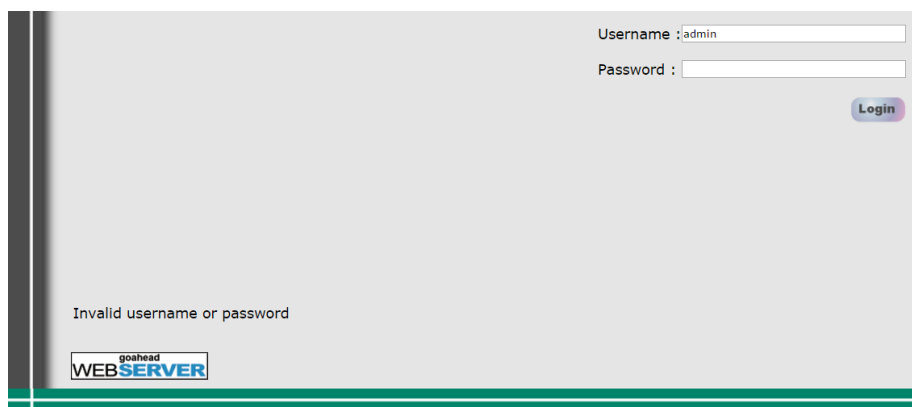 Username : admin
Password :
Login
Invalid username or password
goahead
WEBSERVER